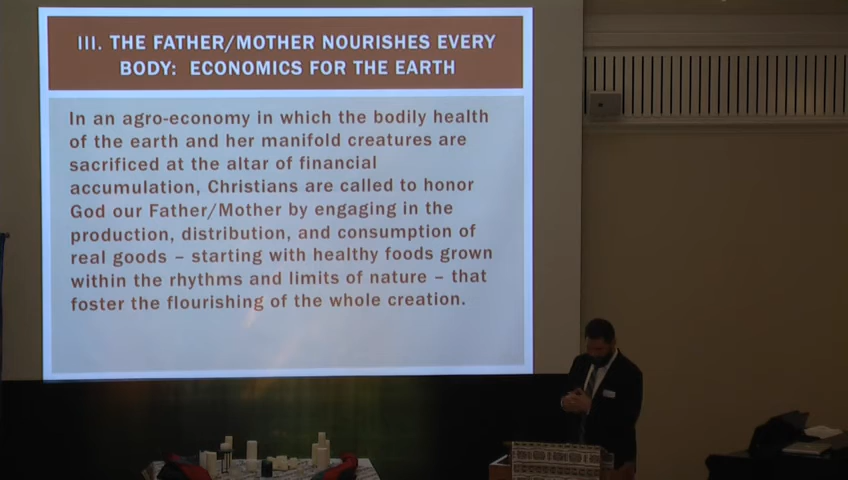 III. THE FATHER/MOTHER NOURISHES EVERY
BODY: ECONOMICS FOR THE EARTH
In an agro-economy in which the bodily health
of the earth and her manifold creatures are
sacrificed at the altar of financial
accumulation, Christians are called to honor
God our Father/Mother by engaging in the
production, distribution, and consumption of
real goods – starting with healthy foods grown
within the rhythms and limits of nature – that
foster the flourishing of the whole creation.